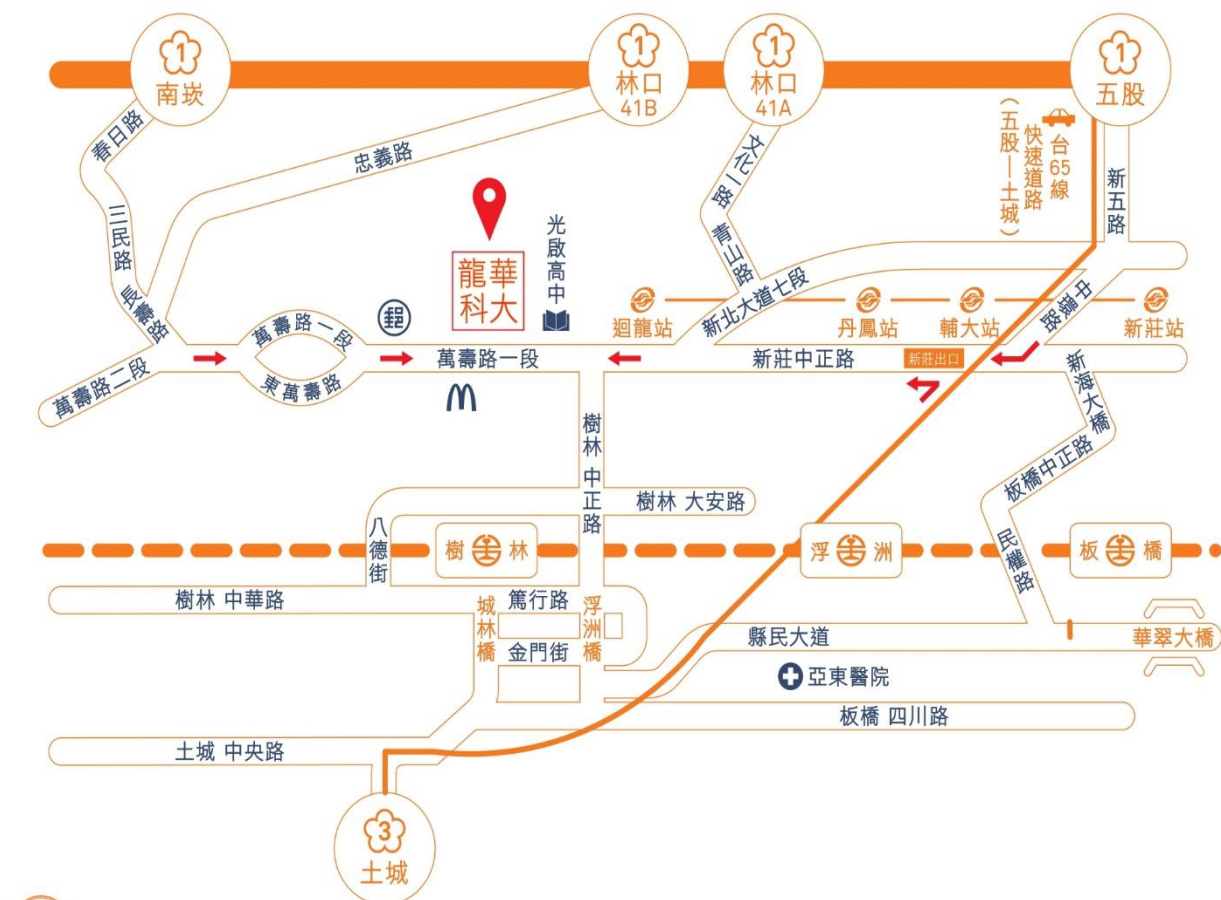 1
南崁
1
林口
41B
1
林口
41A
1
五股
春日路
忠義路
文化一路
台65線
快速道路
(五股—土城)
新五路
三民路
龍華
科大
光啟高中
青山路
長壽路
迴龍站
新北大道七段
丹鳳站
輔大站
中興路
新莊站
郵
萬壽路一段
萬壽路一段
新莊中正路
新莊出口
萬壽路二段
東萬壽路
新海大橋
樹林 中正路
板橋中正路
樹林 大安路
八德街
樹林
浮洲
民權路
板橋
樹林 中華路
篤行路
城林橋
浮洲橋
金門街
縣民大道
華翠大橋
亞東醫院
板橋 四川路
土城 中央路
3
土城